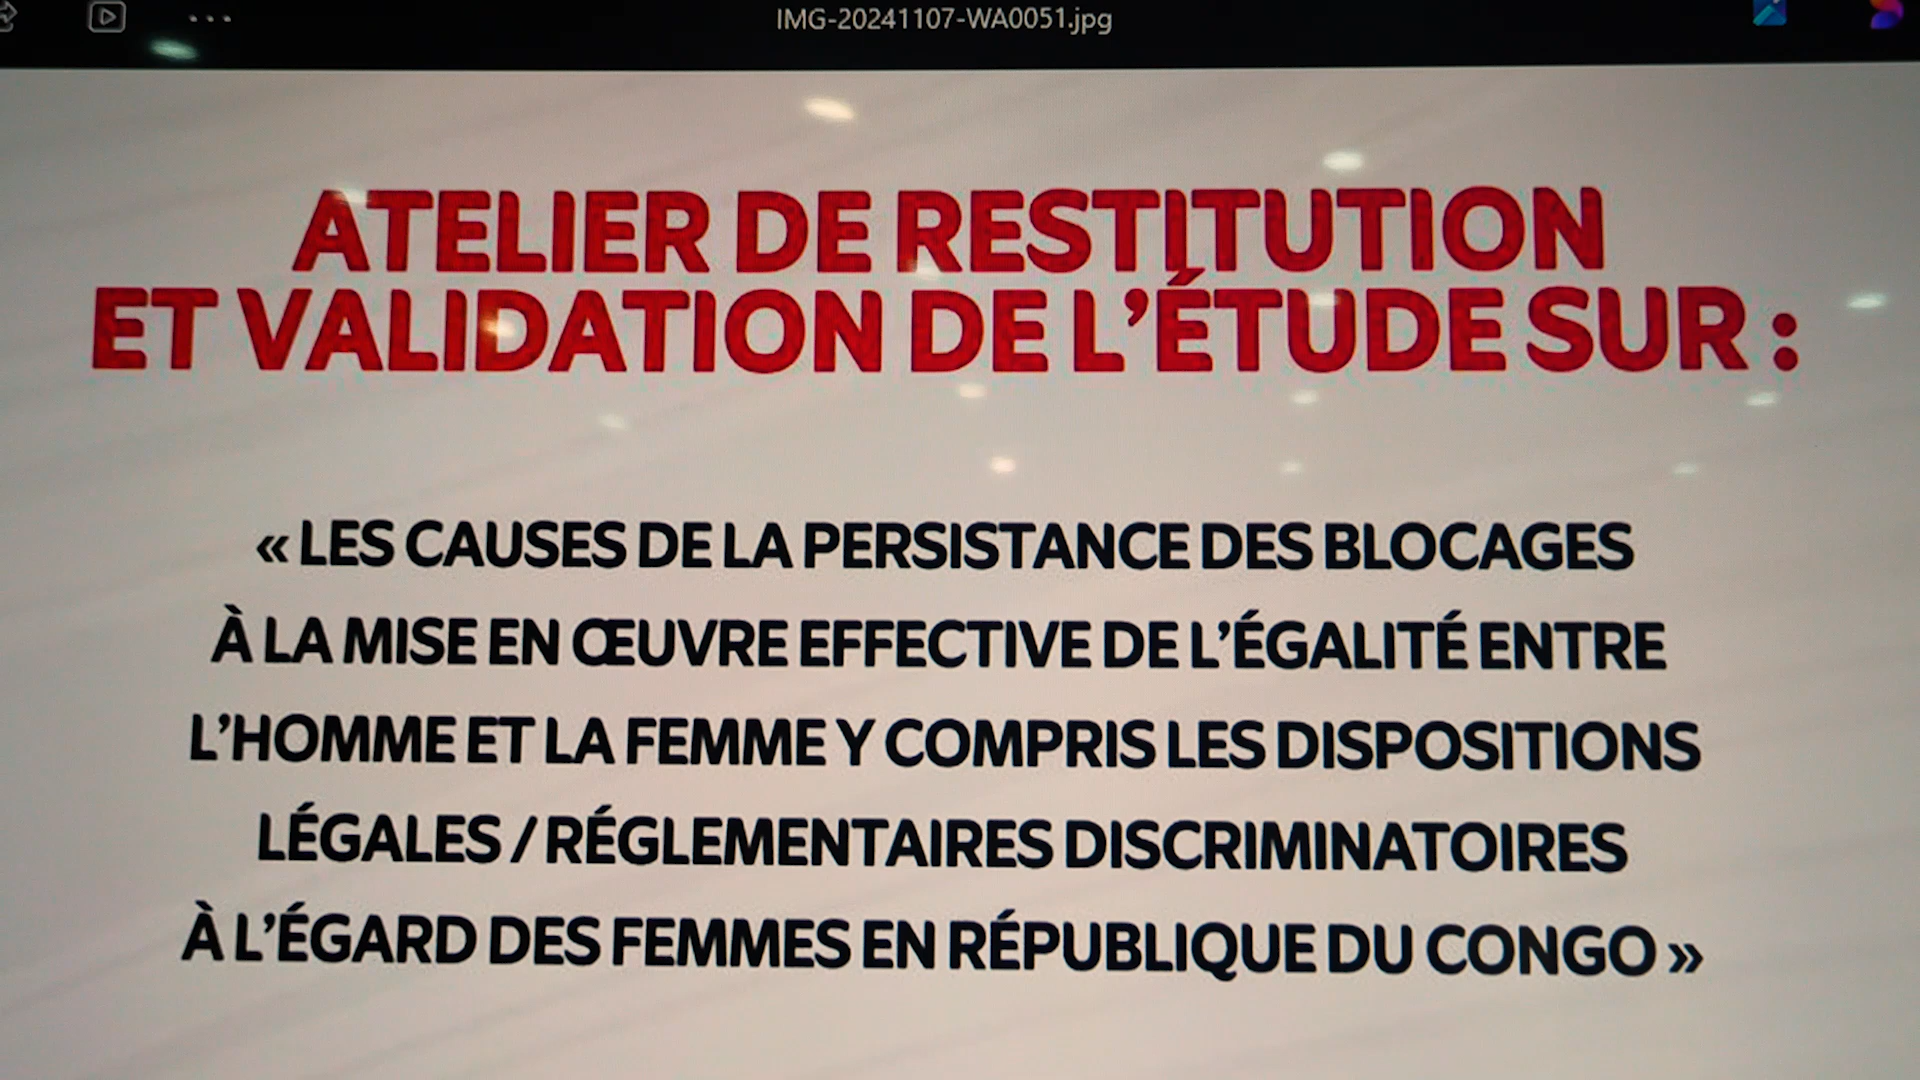 IMG-20241107-WA0051.jpg
ATELIER DE RESTITUTION
ET VALIDATION DE L’ÉTUDE SUR :
« LES CAUSES DE LA PERSISTANCE DES BLOCAGES
À LA MISE EN ŒUVRE EFFECTIVE DE L’ÉGALITÉ ENTRE
L’HOMME ET LA FEMME Y COMPRIS LES DISPOSITIONS
LÉGALES / RÉGLEMENTAIRES DISCRIMINATOIRES
À L’ÉGARD DES FEMMES EN RÉPUBLIQUE DU CONGO »